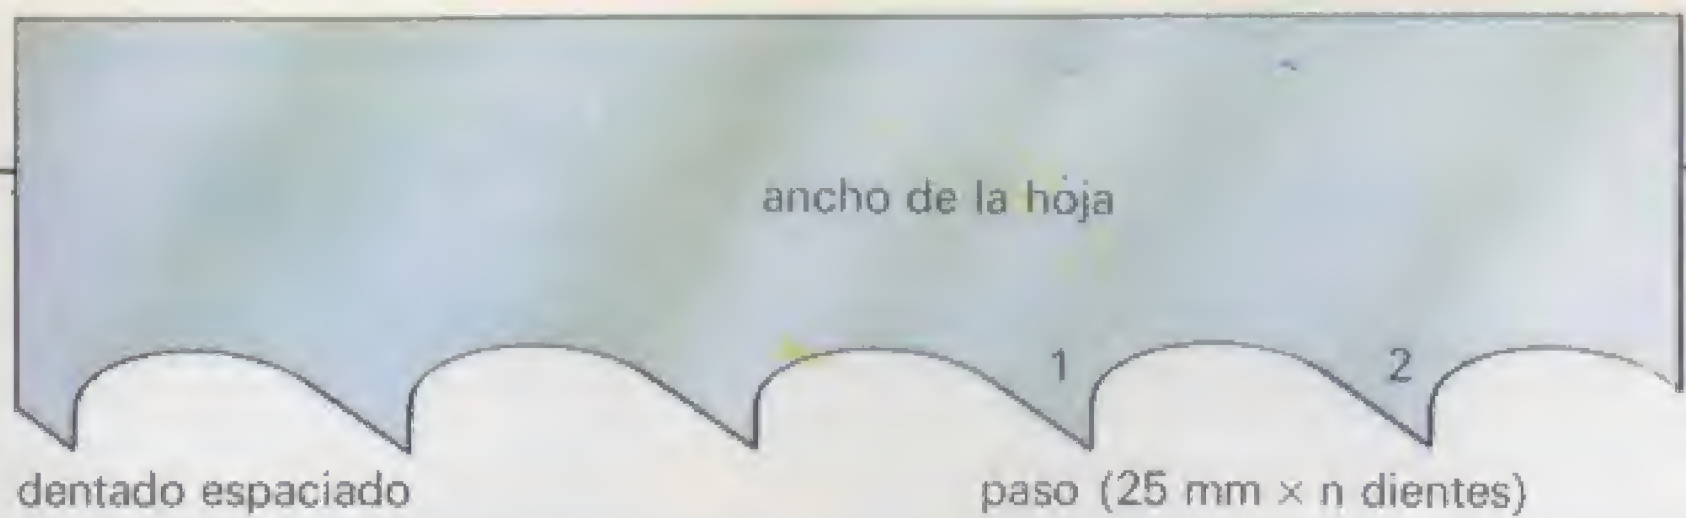 ancho de la hoja
1 2
dentado espaciado
paso (25 mm × n dientes)